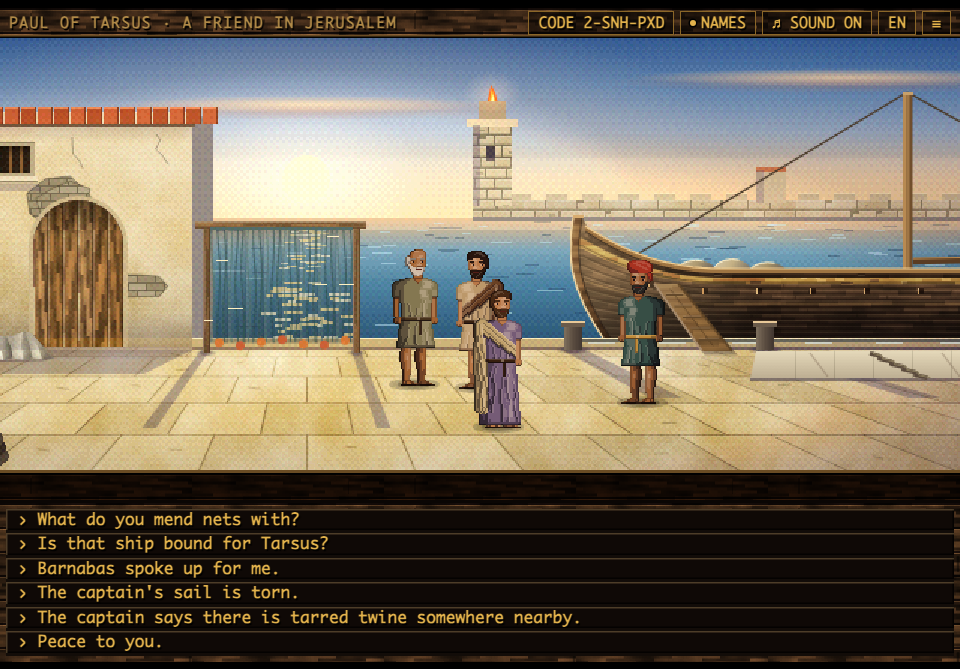 PAUL OF TARSUS · A FRIEND IN JERUSALEM
CODE 2-SNH-PXD
• NAMES
♬ SOUND ON
EN
≡
› What do you mend nets with?
› Is that ship bound for Tarsus?
› Barnabas spoke up for me.
› The captain's sail is torn.
› The captain says there is tarred twine somewhere nearby.
› Peace to you.